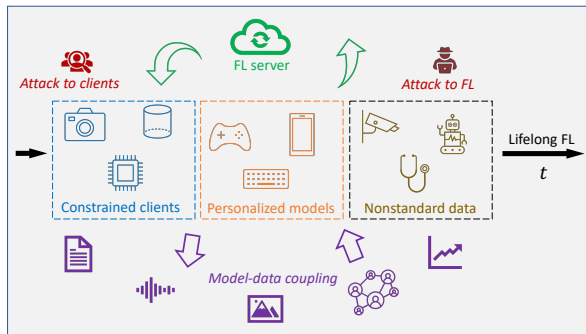 FL server
Attack to clients
Attack to FL
Lifelong FL
t
Constrained clients
Personalized models
Nonstandard data
Model-data coupling